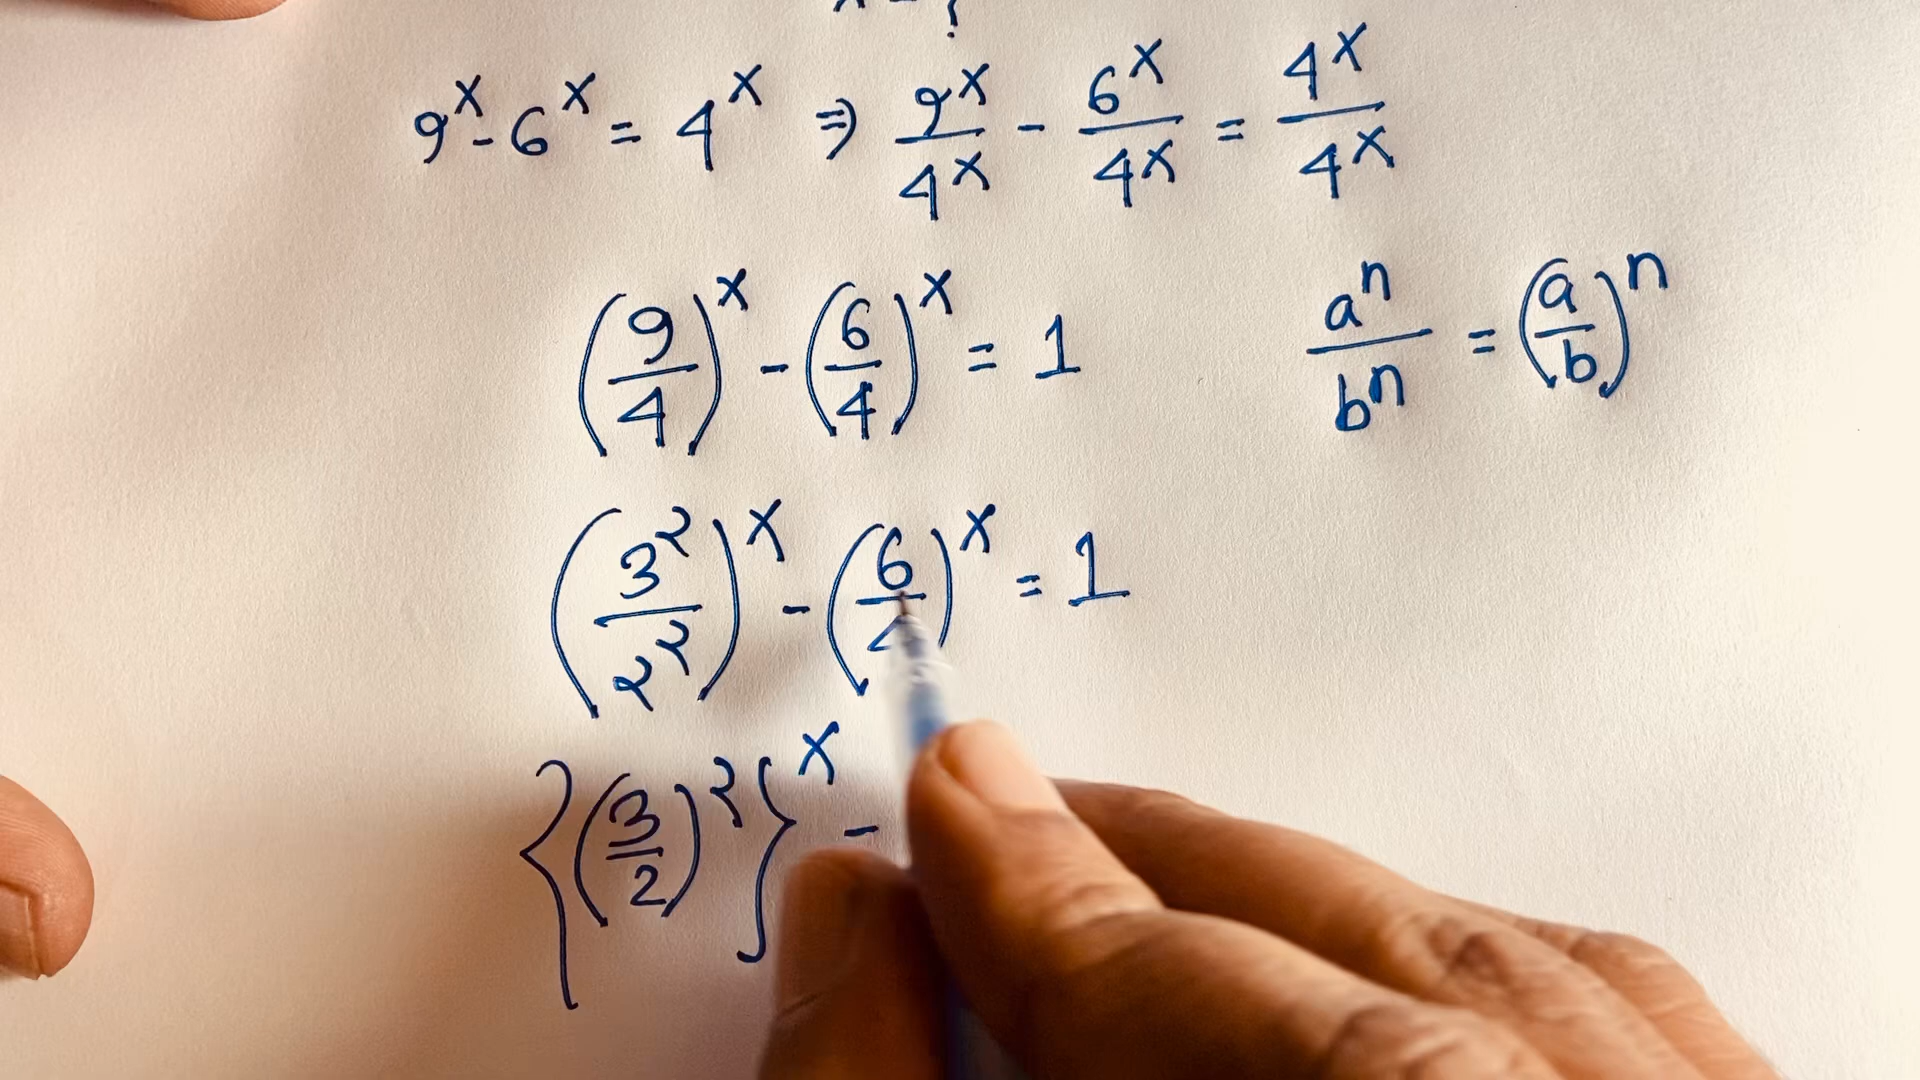 9^x - 6^x = 4^x ⇒ 9^x/4^x - 6^x/4^x = 4^x/4^x
(9/4)^x - (6/4)^x = 1
a^n/b^n = (a/b)^n
(3^2/2^2)^x - (6/4)^x = 1
{(3/2)^2}^x -